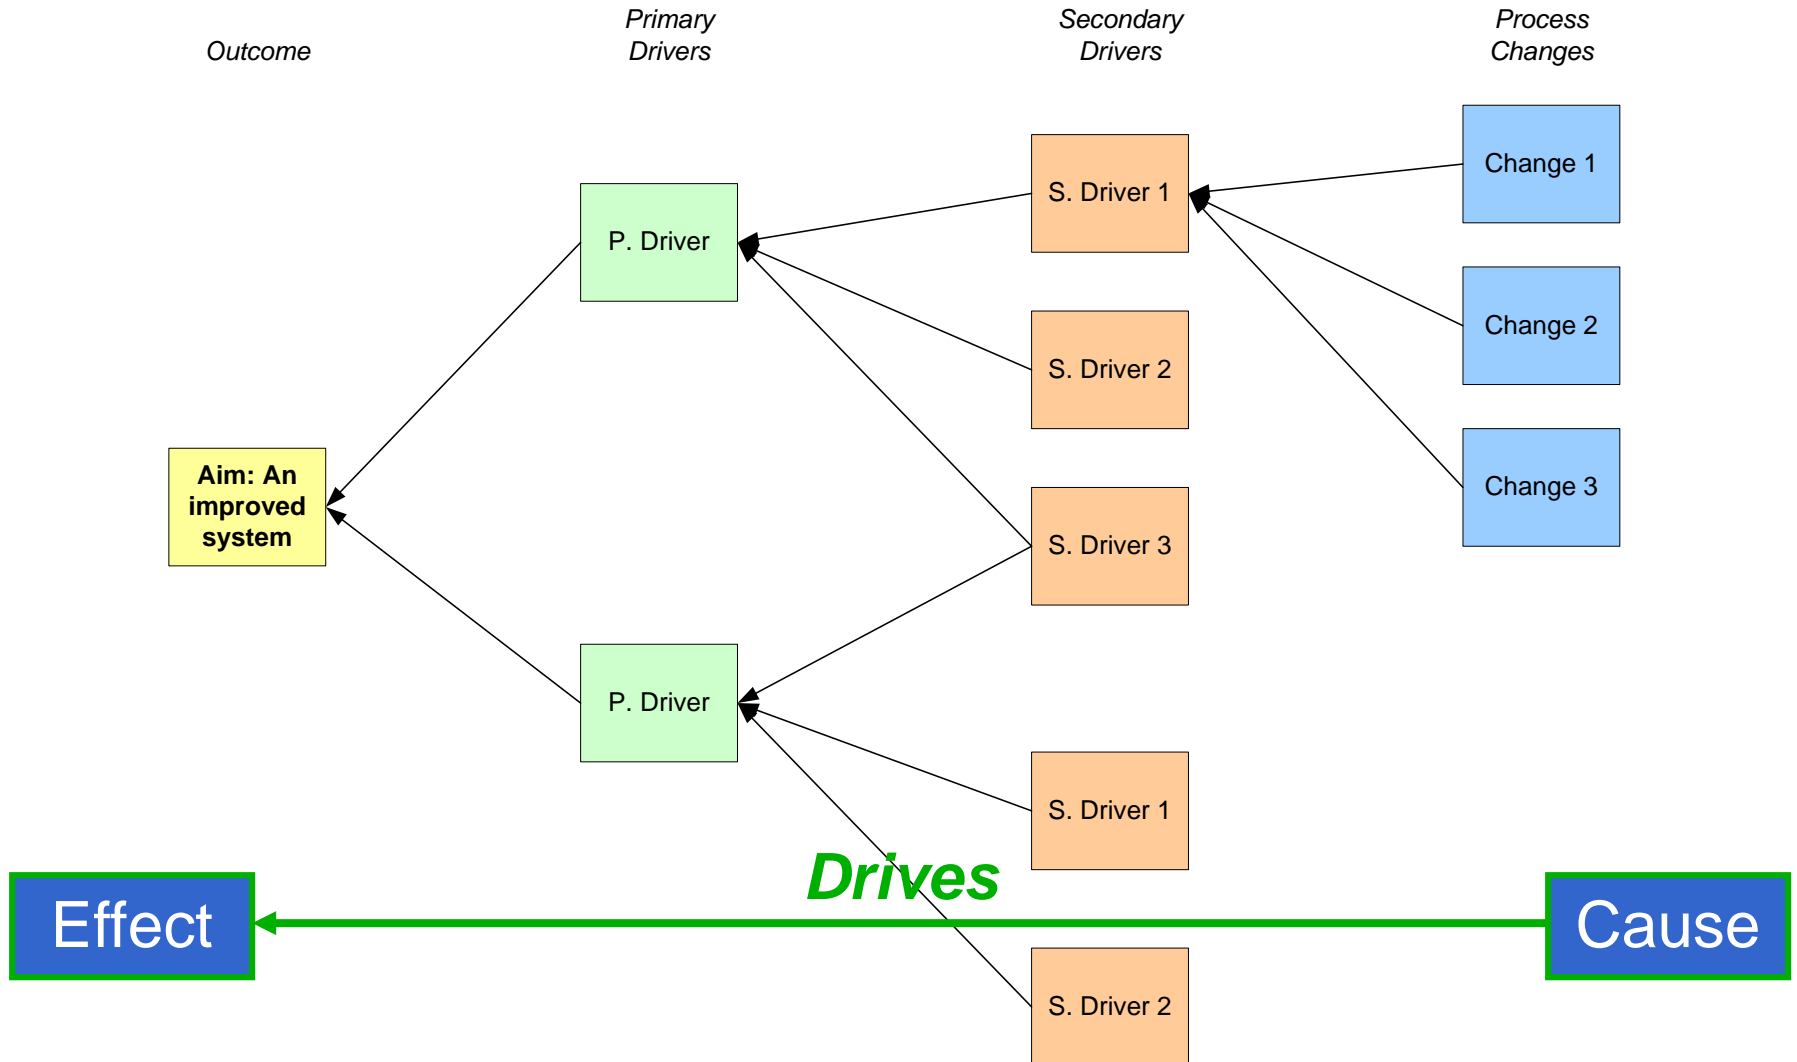 Outcome
Primary
Drivers
Secondary
Drivers
Process
Changes
P. Driver
S. Driver 1
Change 1
S. Driver 2
Change 2
Aim: An
improved
system
S. Driver 3
Change 3
P. Driver
S. Driver 1
Drives
Effect
Cause
S. Driver 2